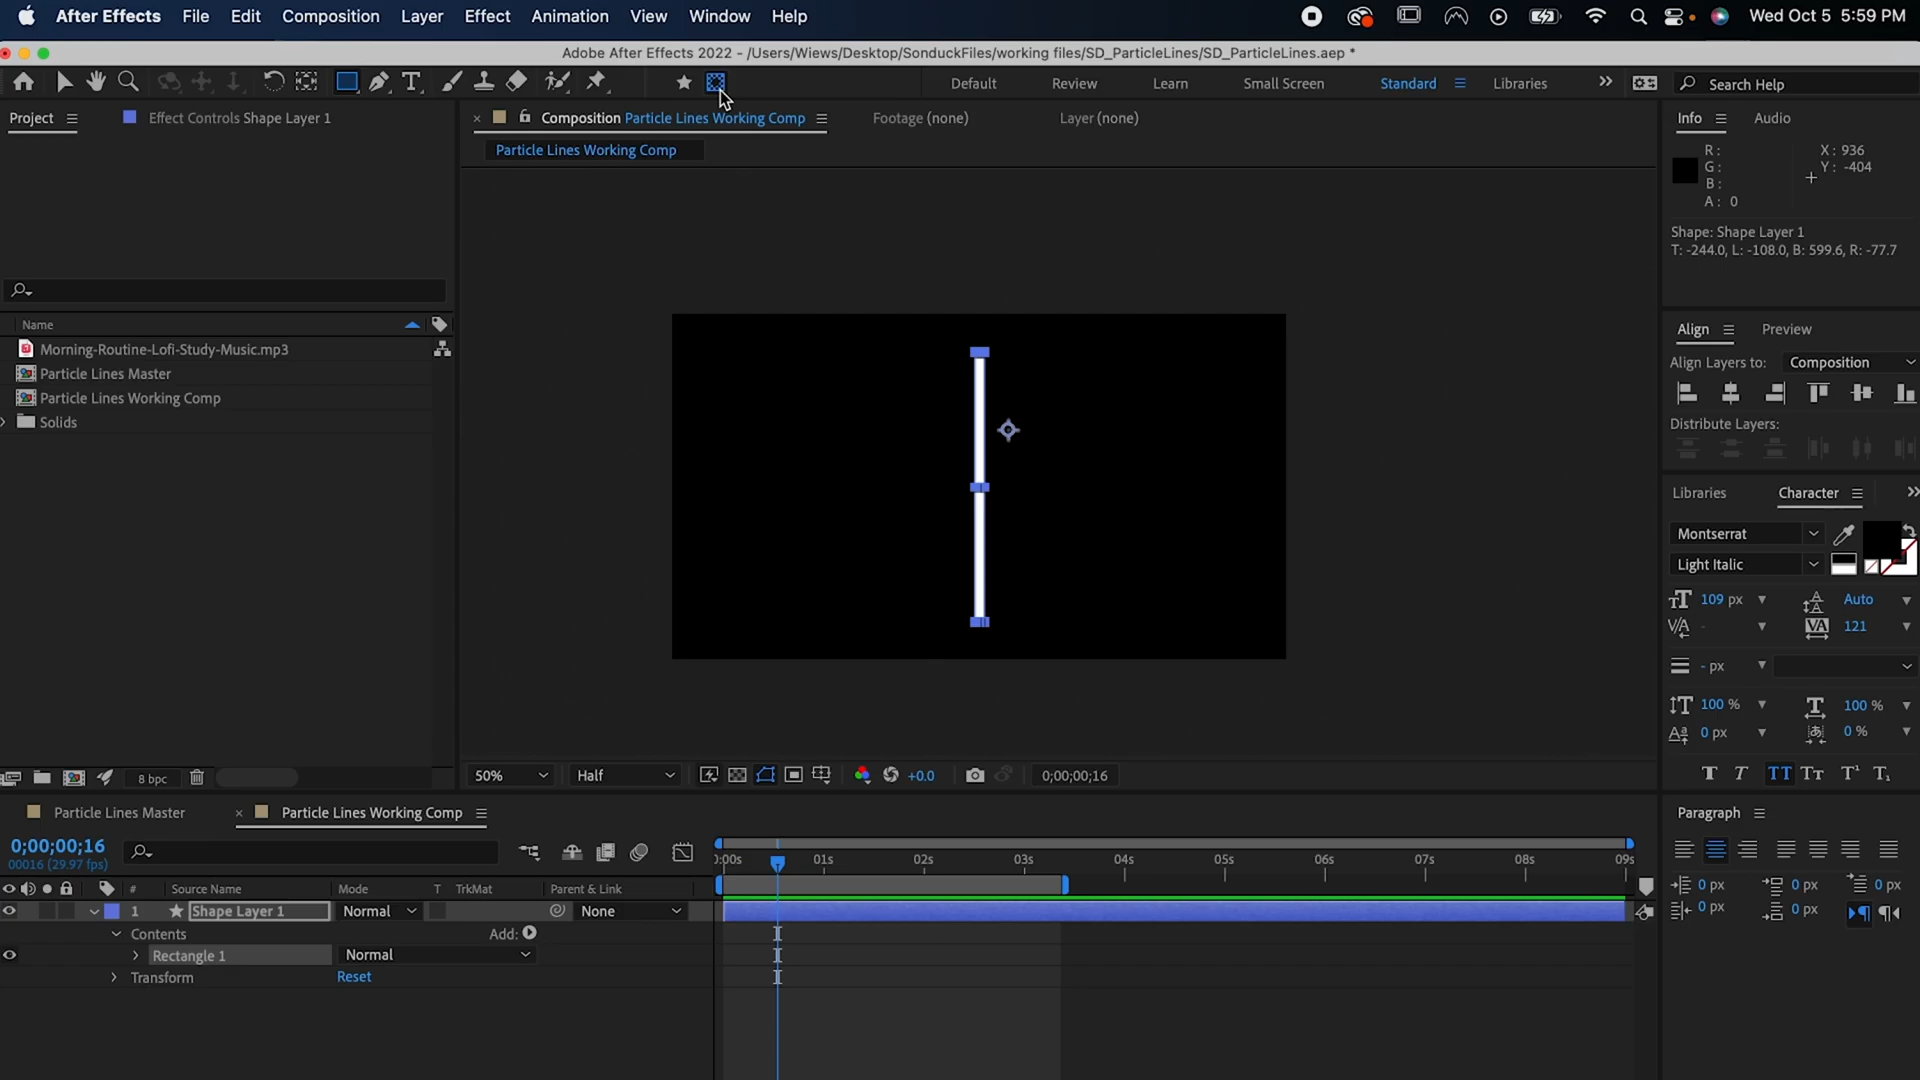 After Effects File Edit Composition Layer Effect Animation View Window Help Wed Oct 5 5:59 PM
Adobe After Effects 2022 - /Users/Wiews/Desktop/SonduckFiles/working files/SD_ParticleLines/SD_ParticleLines.aep *
Default Review Learn Small Screen Standard Libraries Search Help
Project Effect Controls Shape Layer 1 Composition Particle Lines Working Comp Footage (none) Layer (none) Info Audio
Particle Lines Working Comp
R: X: 936
G: Y: -404
B:
A: 0
Shape: Shape Layer 1
T: -244.0, L: -108.0, B: 599.6, R: -77.7
Name
Morning-Routine-Lofi-Study-Music.mp3
Particle Lines Master
Particle Lines Working Comp
Solids
Align Preview
Align Layers to: Composition
Distribute Layers:
Libraries Character
Montserrat
Light Italic
109 px Auto
- 121
- px
100 % 100 %
0 px 0 %
8 bpc 50% Half +0.0 0;00;00;16
Particle Lines Master Particle Lines Working Comp Paragraph
0;00;00;16
00016 (29.97 fps)
):00s 01s 02s 03s 04s 05s 06s 07s 08s 09s
# Source Name Mode T TrkMat Parent & Link
1 Shape Layer 1 Normal None
Contents Add:
Rectangle 1 Normal
Transform Reset
0 px 0 px 0 px
0 px 0 px